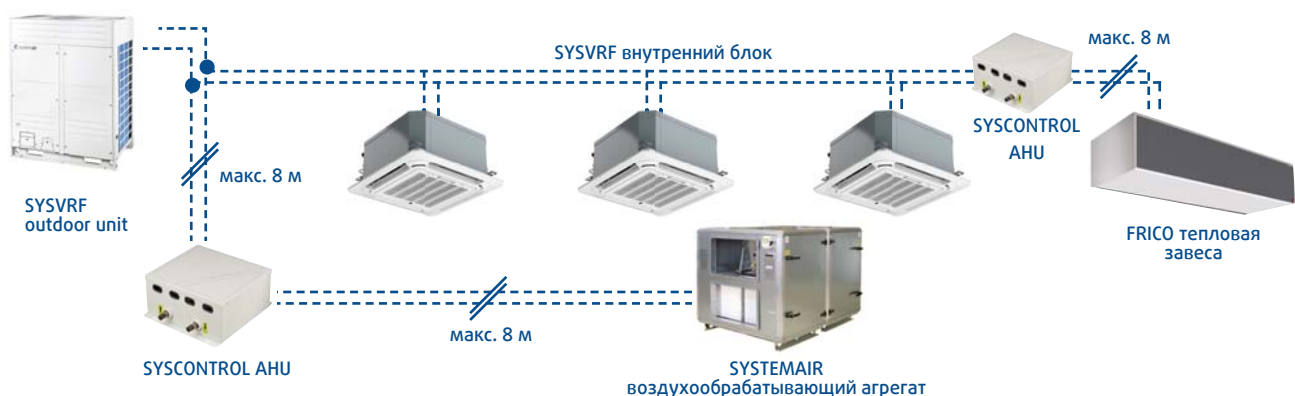 макс. 8 м
SYSVRF внутренний блок
SYSCONTROL
AHU
макс. 8 м
SYSVRF
outdoor unit
FRICO тепловая
завеса
макс. 8 м
SYSCONTROL AHU
SYSTEMAIR
воздухообрабатывающий агрегат